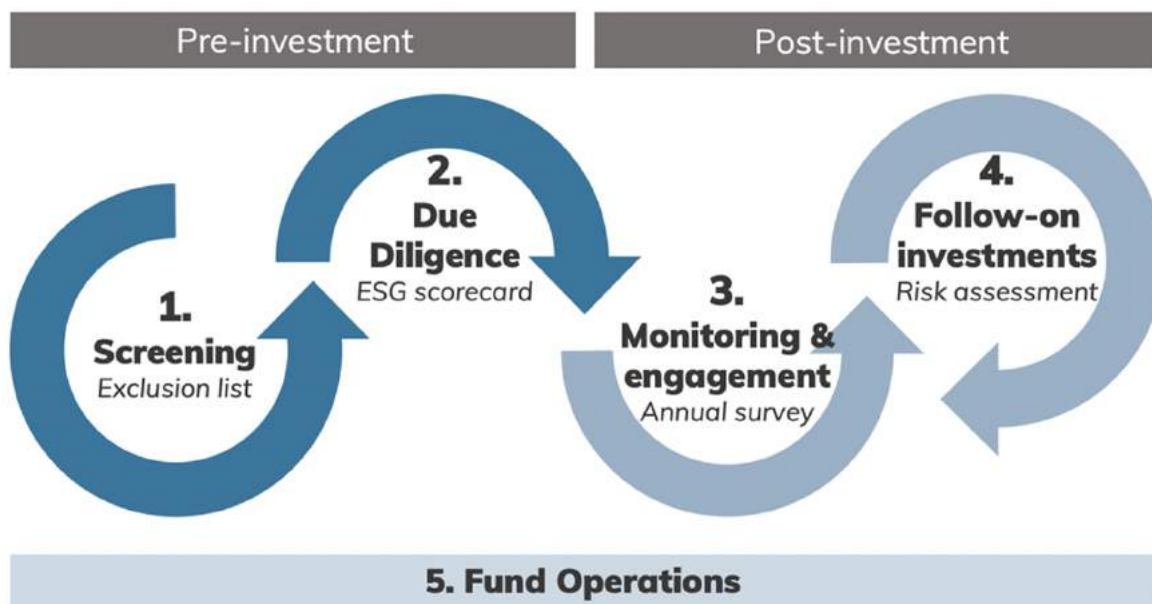 Pre-investment
Post-investment
1.
Screening
Exclusion list
2.
Due
Diligence
ESG scorecard
3.
Monitoring &
engagement
Annual survey
4.
Follow-on
investments
Risk assessment
5. Fund Operations